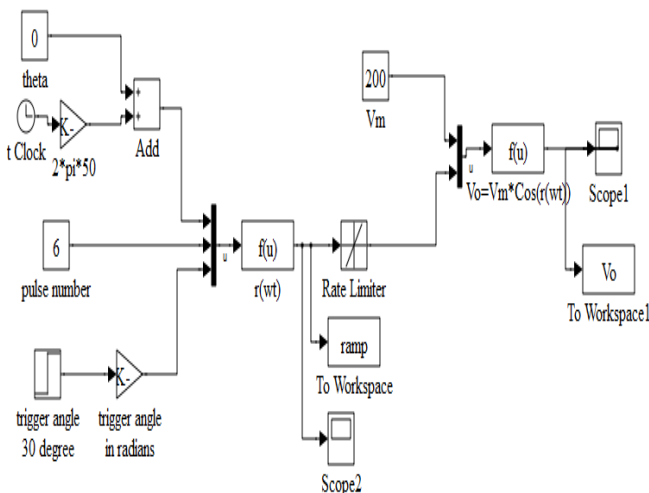 0
theta
t Clock
K-
2*pi*50
+
+
Add
6
pulse number
trigger angle
30 degree
K-
trigger angle
in radians
u
f(u)
r(wt)
Rate Limiter
ramp
To Workspace
Scope2
200
Vm
u
f(u)
Vo=Vm*Cos(r(wt))
Scope1
Vo
To Workspace1